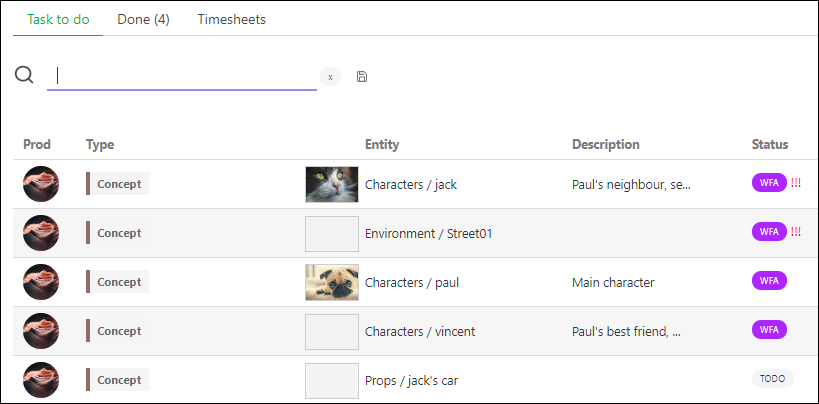 Task to do Done (4) Timesheets
x
Prod Type Entity Description Status
Concept Characters / jack Paul's neighbour, se... WFA !!!
Concept Environment / Street01 WFA !!!
Concept Characters / paul Main character WFA
Concept Characters / vincent Paul's best friend, ... WFA
Concept Props / jack's car TODO